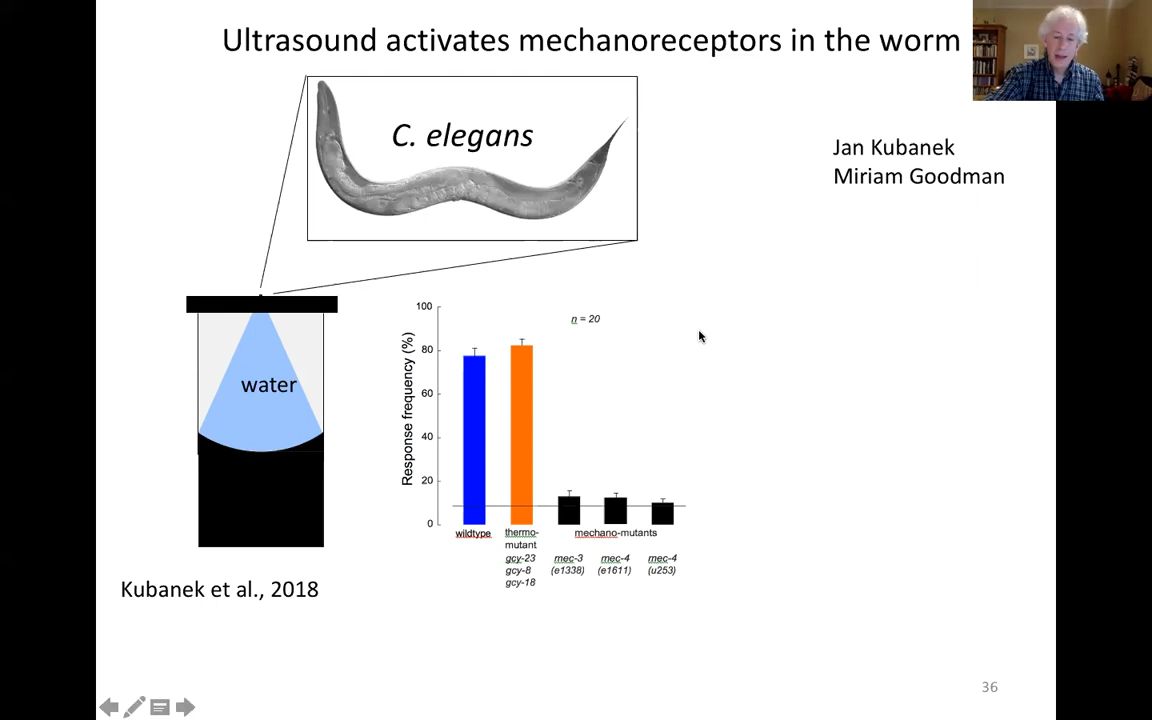 Ultrasound activates mechanoreceptors in the worm
C. elegans
Jan Kubanek
Miriam Goodman
water
Kubanek et al., 2018
Response frequency (%)
100
80
60
40
20
0
n = 20
wildtype
thermo-
mutant
gcy-23
gcy-8
gcy-18
mechano-mutants
mec-3
(e1338)
mec-4
(e1611)
mec-4
(u253)
36